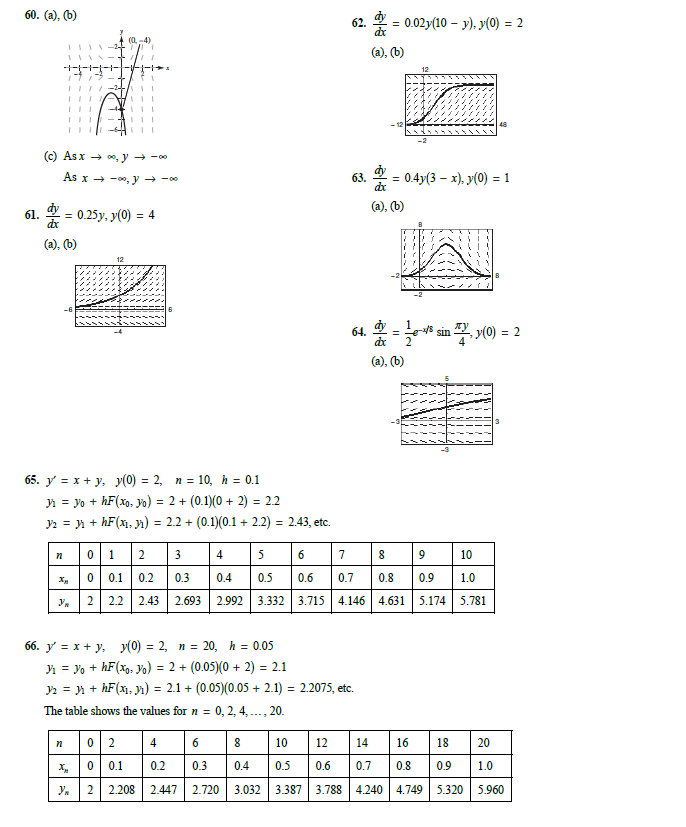 60. (a), (b)
y
(0, −4)
x
−4 −2 2
−2
−4
−6
(c) As x → ∞, y → −∞
As x → −∞, y → −∞
61. dy/dx = 0.25y, y(0) = 4
(a), (b)
12
−6 6
−4
62. dy/dx = 0.02y(10 − y), y(0) = 2
(a), (b)
12
−12 48
−2
63. dy/dx = 0.4y(3 − x), y(0) = 1
(a), (b)
8
−2 8
−2
64. dy/dx = 1/2 e^(−x/8) sin πy/4, y(0) = 2
(a), (b)
5
−3 3
−3
65. y′ = x + y, y(0) = 2, n = 10, h = 0.1
y₁ = y₀ + hF(x₀, y₀) = 2 + (0.1)(0 + 2) = 2.2
y₂ = y₁ + hF(x₁, y₁) = 2.2 + (0.1)(0.1 + 2.2) = 2.43, etc.
n 0 1 2 3 4 5 6 7 8 9 10
xₙ 0 0.1 0.2 0.3 0.4 0.5 0.6 0.7 0.8 0.9 1.0
yₙ 2 2.2 2.43 2.693 2.992 3.332 3.715 4.146 4.631 5.174 5.781
66. y′ = x + y, y(0) = 2, n = 20, h = 0.05
y₁ = y₀ + hF(x₀, y₀) = 2 + (0.05)(0 + 2) = 2.1
y₂ = y₁ + hF(x₁, y₁) = 2.1 + (0.05)(0.05 + 2.1) = 2.2075, etc.
The table shows the values for n = 0, 2, 4, ..., 20.
n 0 2 4 6 8 10 12 14 16 18 20
xₙ 0 0.1 0.2 0.3 0.4 0.5 0.6 0.7 0.8 0.9 1.0
yₙ 2 2.208 2.447 2.720 3.032 3.387 3.788 4.240 4.749 5.320 5.960